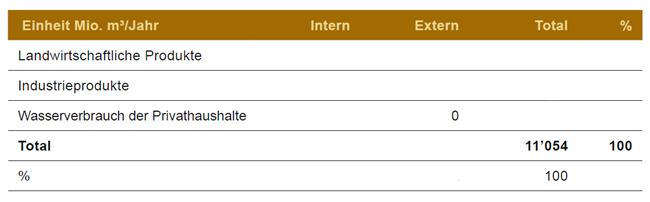 Einheit Mio. m³/Jahr Intern Extern Total %
Landwirtschaftliche Produkte
Industrieprodukte
Wasserverbrauch der Privathaushalte 0
Total 11’054 100
% 100